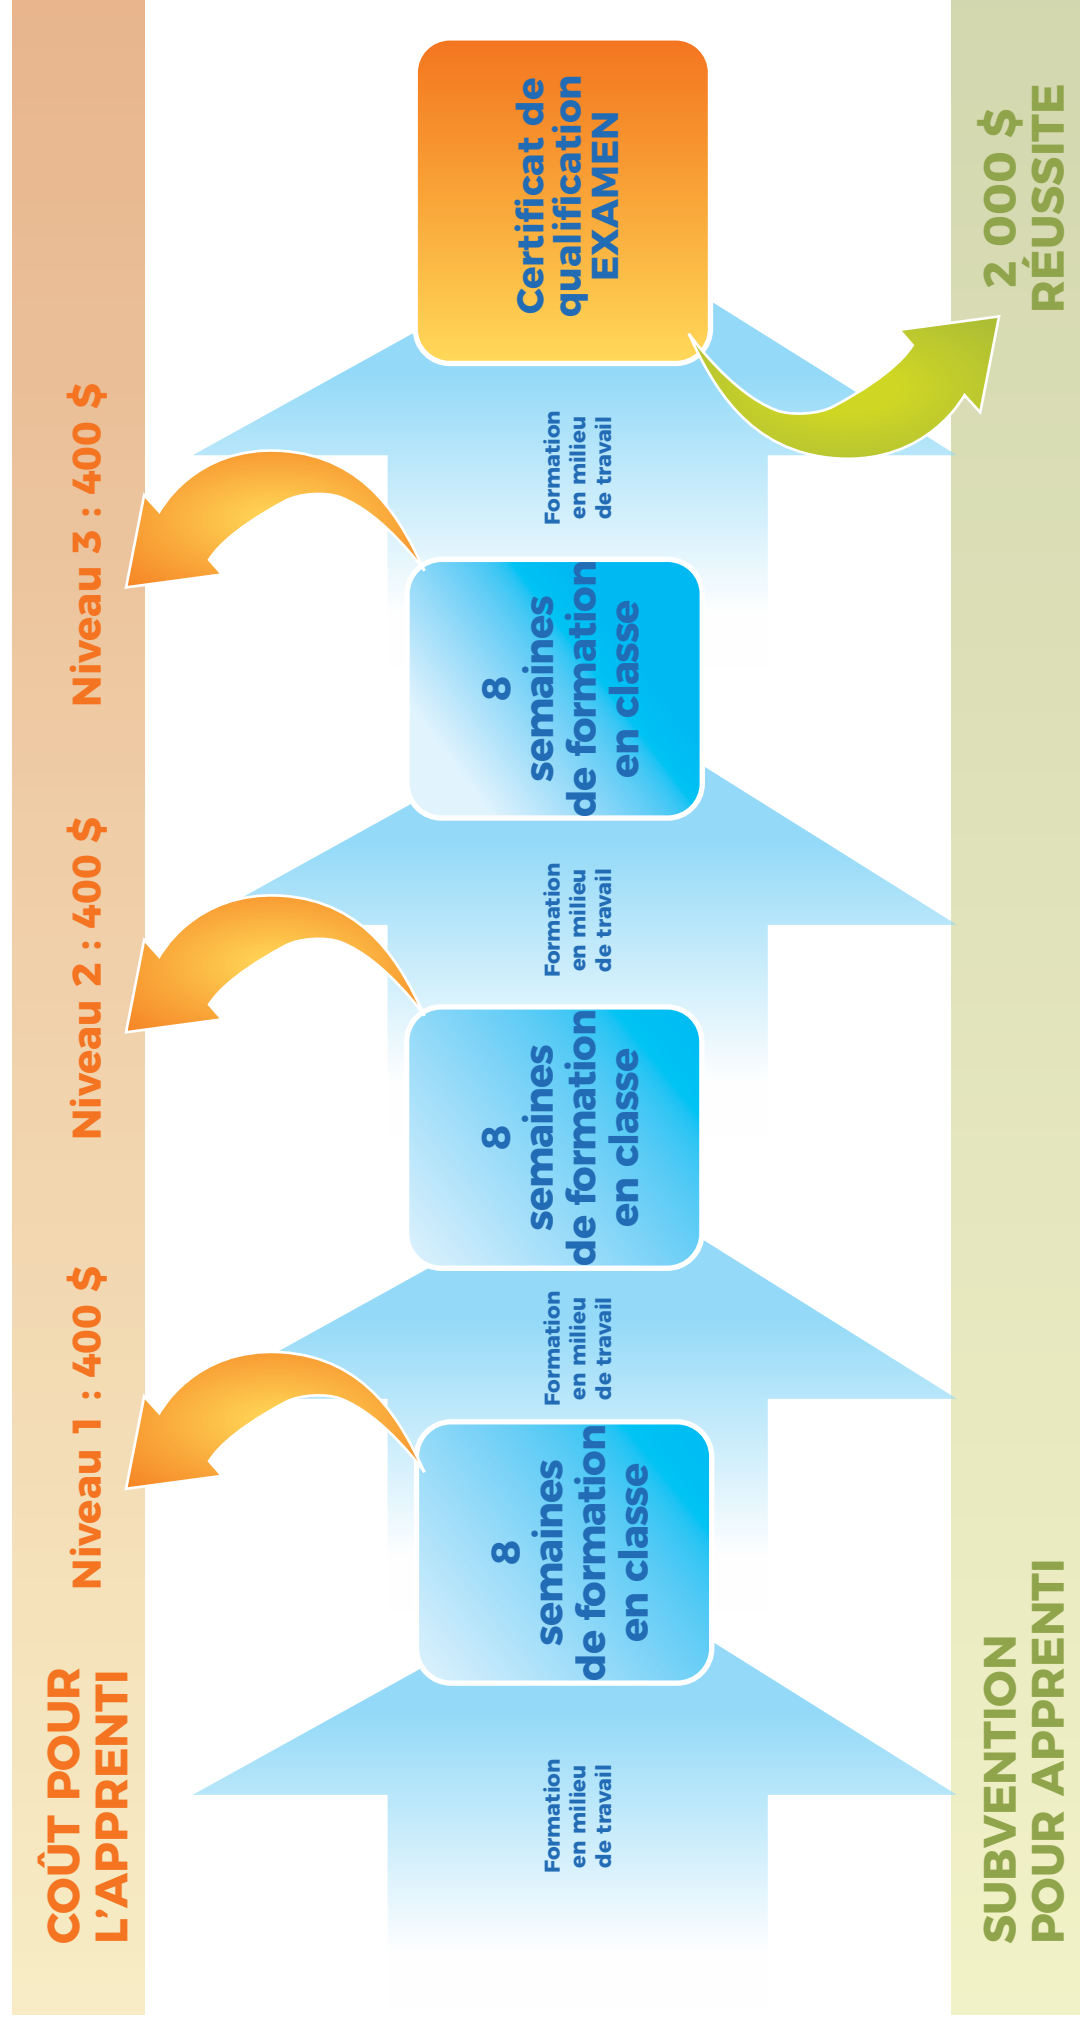 COÛT POUR
L'APPRENTI
Niveau 1 : 400 $
Niveau 2 : 400 $
Niveau 3 : 400 $
Formation
en milieu
de travail
8
semaines
de formation
en classe
Formation
en milieu
de travail
8
semaines
de formation
en classe
Formation
en milieu
de travail
8
semaines
de formation
en classe
Formation
en milieu
de travail
Certificat de
qualification
EXAMEN
SUBVENTION
POUR APPRENTI
2 000 $
RÉUSSITE